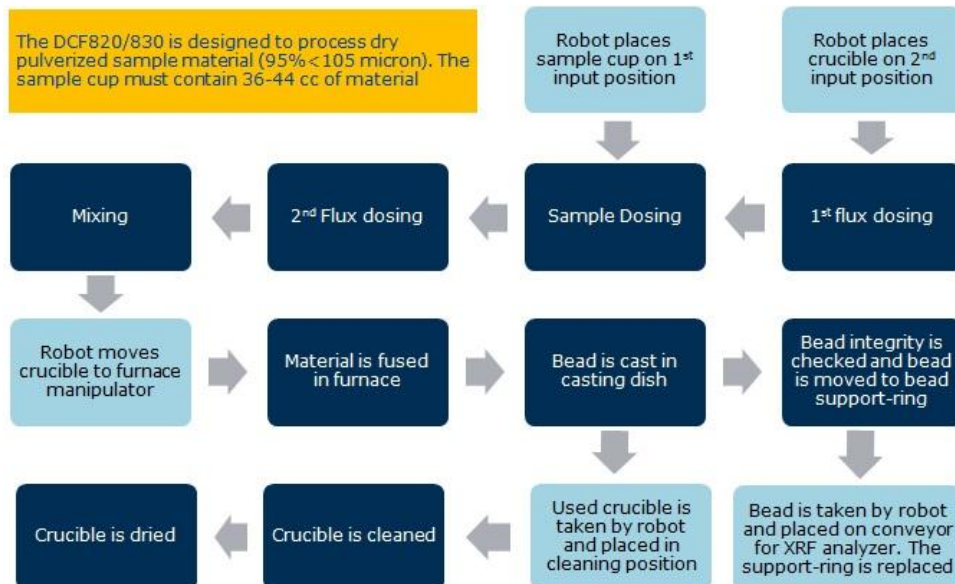 The DCF820/830 is designed to process dry
pulverized sample material (95%<105 micron). The
sample cup must contain 36-44 cc of material
Robot places
sample cup on 1st
input position
Robot places
crucible on 2nd
input position
Mixing
2nd Flux dosing
Sample Dosing
1st flux dosing
Robot moves
crucible to furnace
manipulator
Material is fused
in furnace
Bead is cast in
casting dish
Bead integrity is
checked and bead
is moved to bead
support-ring
Crucible is dried
Crucible is cleaned
Used crucible is
taken by robot
and placed in
cleaning position
Bead is taken by robot
and placed on conveyor
for XRF analyzer. The
support-ring is replaced